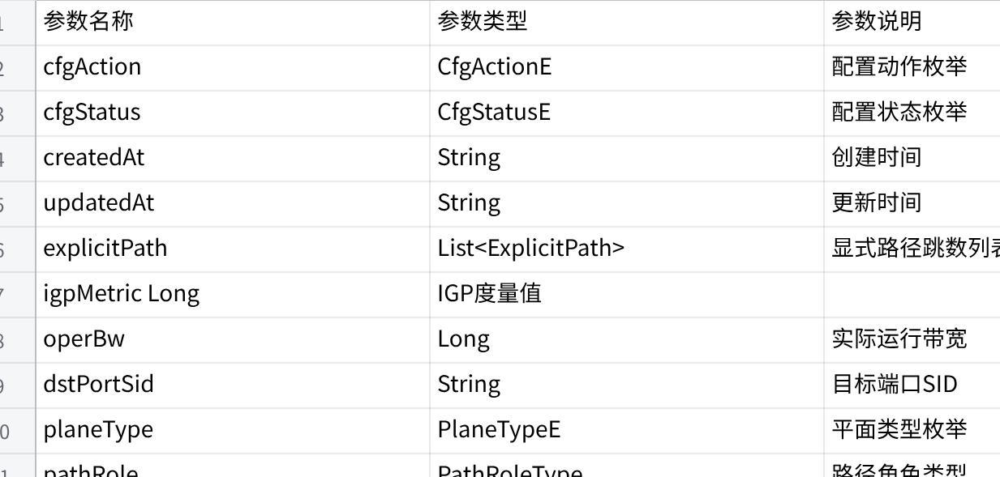 参数名称 参数类型 参数说明
2 cfgAction CfgActionE 配置动作枚举
3 cfgStatus CfgStatusE 配置状态枚举
4 createdAt String 创建时间
5 updatedAt String 更新时间
6 explicitPath List<ExplicitPath> 显式路径跳数列表
7 igpMetric Long IGP度量值
8 operBw Long 实际运行带宽
9 dstPortSid String 目标端口SID
0 planeType PlaneTypeE 平面类型枚举
1 pathRole PathRoleType 路径角色类型